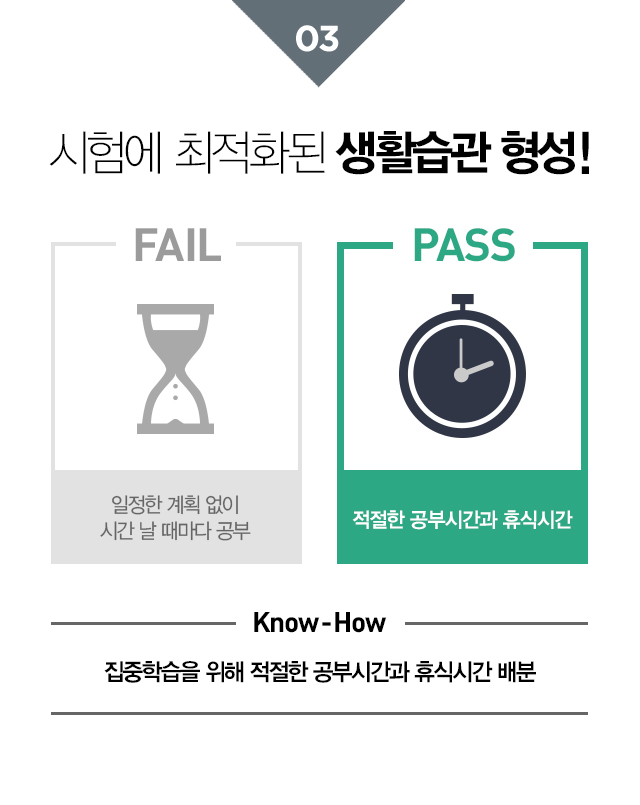 03
시험에 최적화된 생활습관 형성!
FAIL
일정한 계획 없이
시간 날 때마다 공부
PASS
적절한 공부시간과 휴식시간
Know-How
집중학습을 위해 적절한 공부시간과 휴식시간 배분